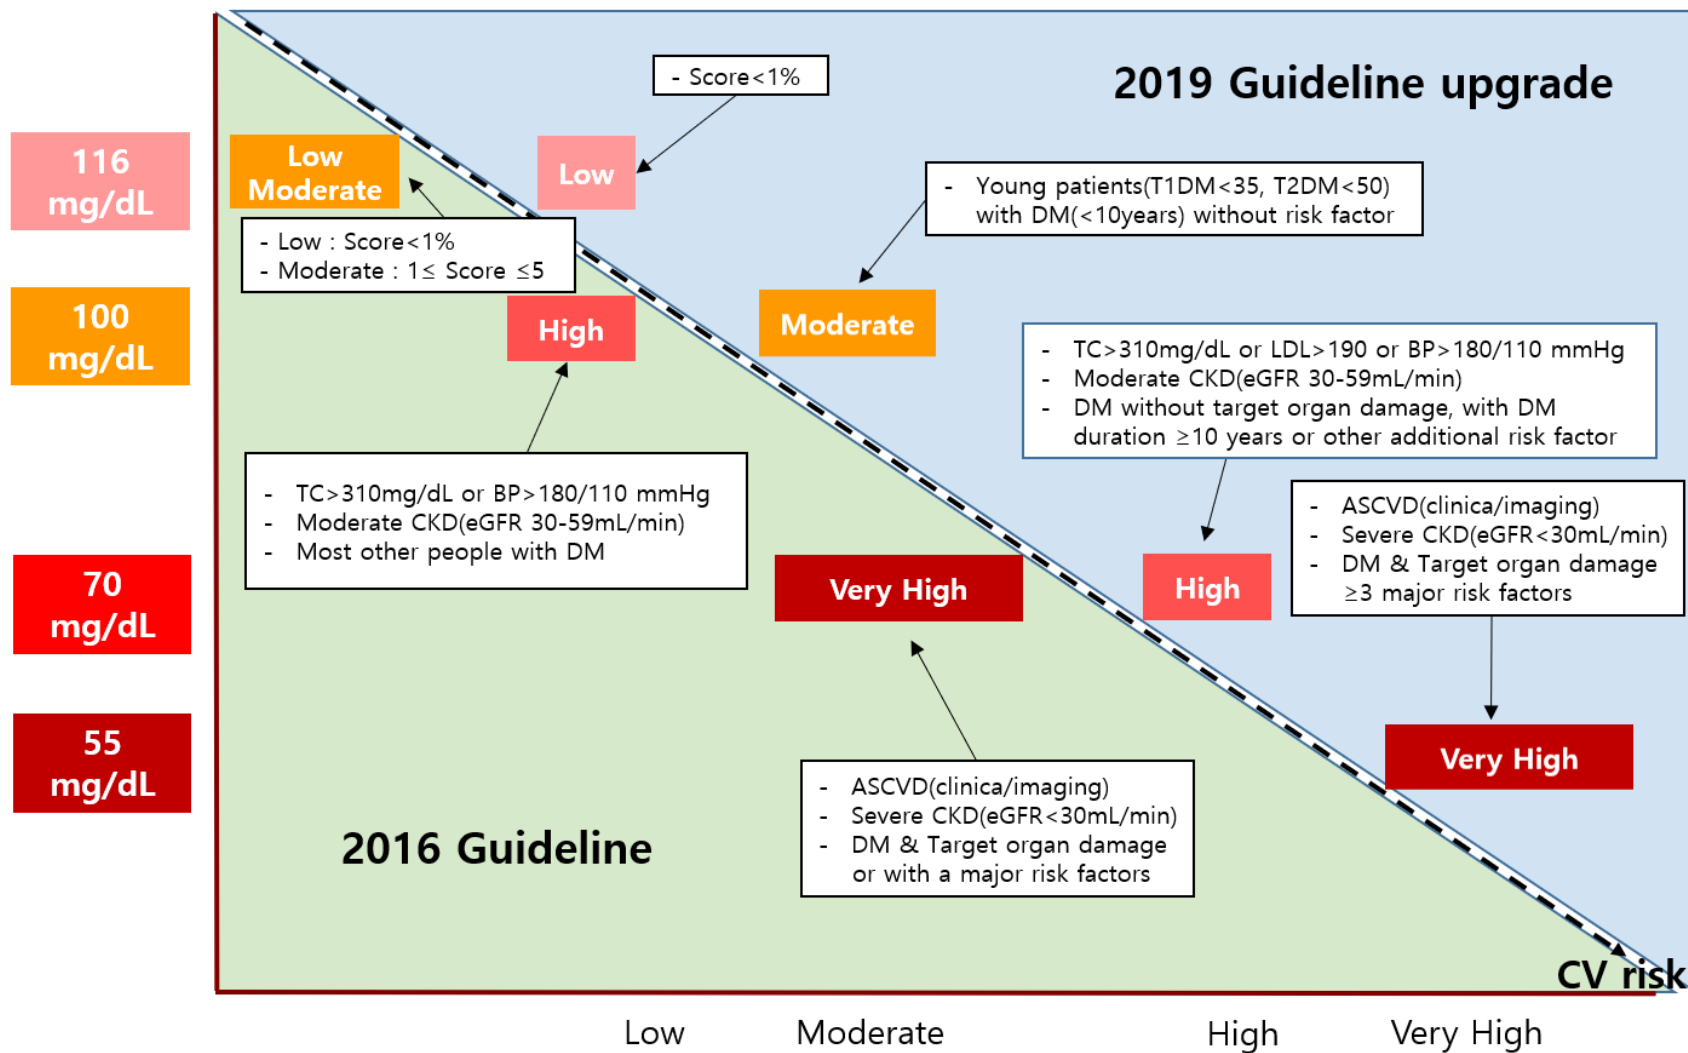 2019 Guideline upgrade
- Score<1%
116
mg/dL
Low
Moderate
Low
- Young patients(T1DM<35, T2DM<50)
with DM(<10years) without risk factor
- Low : Score<1%
- Moderate : 1≤ Score ≤5
100
mg/dL
High
Moderate
- TC>310mg/dL or LDL>190 or BP>180/110 mmHg
- Moderate CKD(eGFR 30-59mL/min)
- DM without target organ damage, with DM
duration ≥10 years or other additional risk factor
- TC>310mg/dL or BP>180/110 mmHg
- Moderate CKD(eGFR 30-59mL/min)
- Most other people with DM
- ASCVD(clinica/imaging)
- Severe CKD(eGFR<30mL/min)
- DM & Target organ damage
≥3 major risk factors
70
mg/dL
Very High
High
55
mg/dL
Very High
- ASCVD(clinica/imaging)
- Severe CKD(eGFR<30mL/min)
- DM & Target organ damage
or with a major risk factors
2016 Guideline
CV risk
Low
Moderate
High
Very High